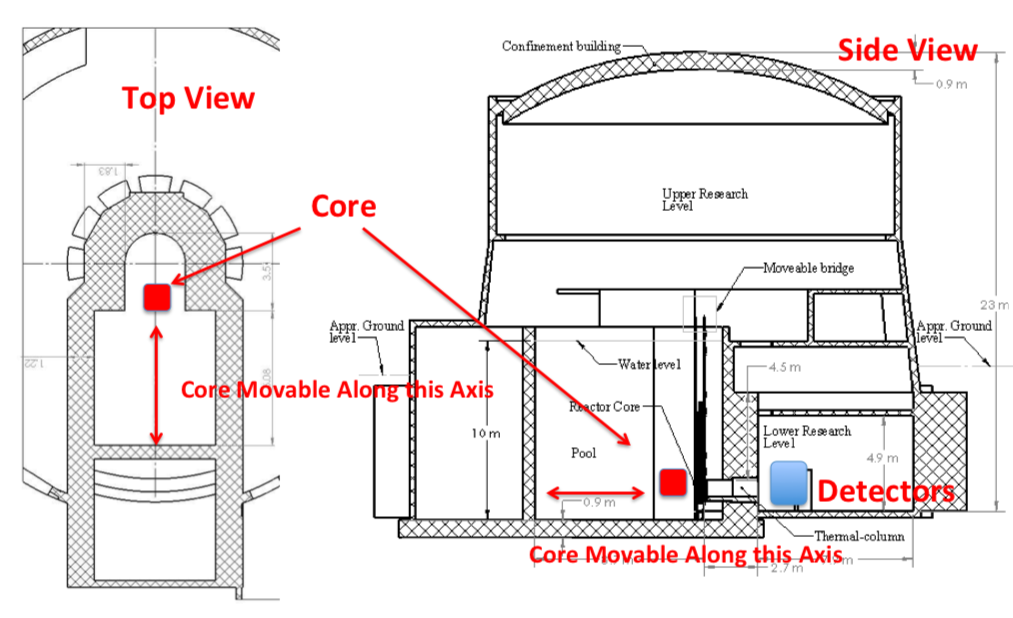 Top View
1.83
3.5
Core
1.22
Core Movable Along this Axis
Confinement building
Side View
0.9 m
Upper Research
Level
Moveable bridge
23 m
Appr. Ground
level
Appr. Ground
level
Water level
4.5 m
Reactor Core
10 m
Lower Research
Level
Pool
4.9 m
0.9 m
Detectors
Thermal-column
Core Movable Along this Axis
2.7 m